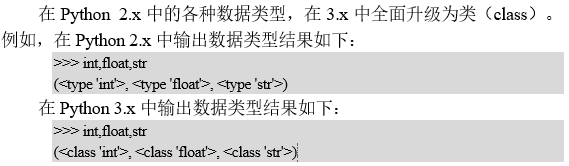 在 Python 2.x 中的各种数据类型，在 3.x 中全面升级为类（class）。
例如，在 Python 2.x 中输出数据类型结果如下：
>>> int,float,str
(<type 'int'>, <type 'float'>, <type 'str'>)
在 Python 3.x 中输出数据类型结果如下：
>>> int,float,str
(<class 'int'>, <class 'float'>, <class 'str'>)